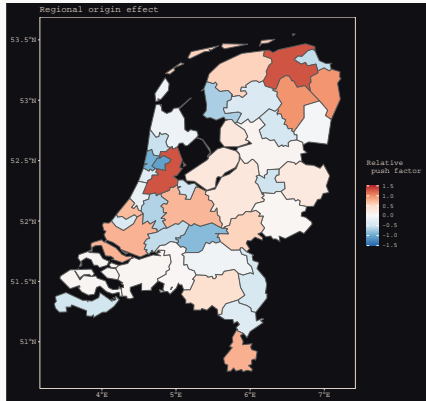 Regional origin effect
53.5°N
53°N
52.5°N
52°N
51.5°N
51°N
4°E
5°E
6°E
7°E
Relative
push factor
1.5
1.0
0.5
0.0
-0.5
-1.0
-1.5